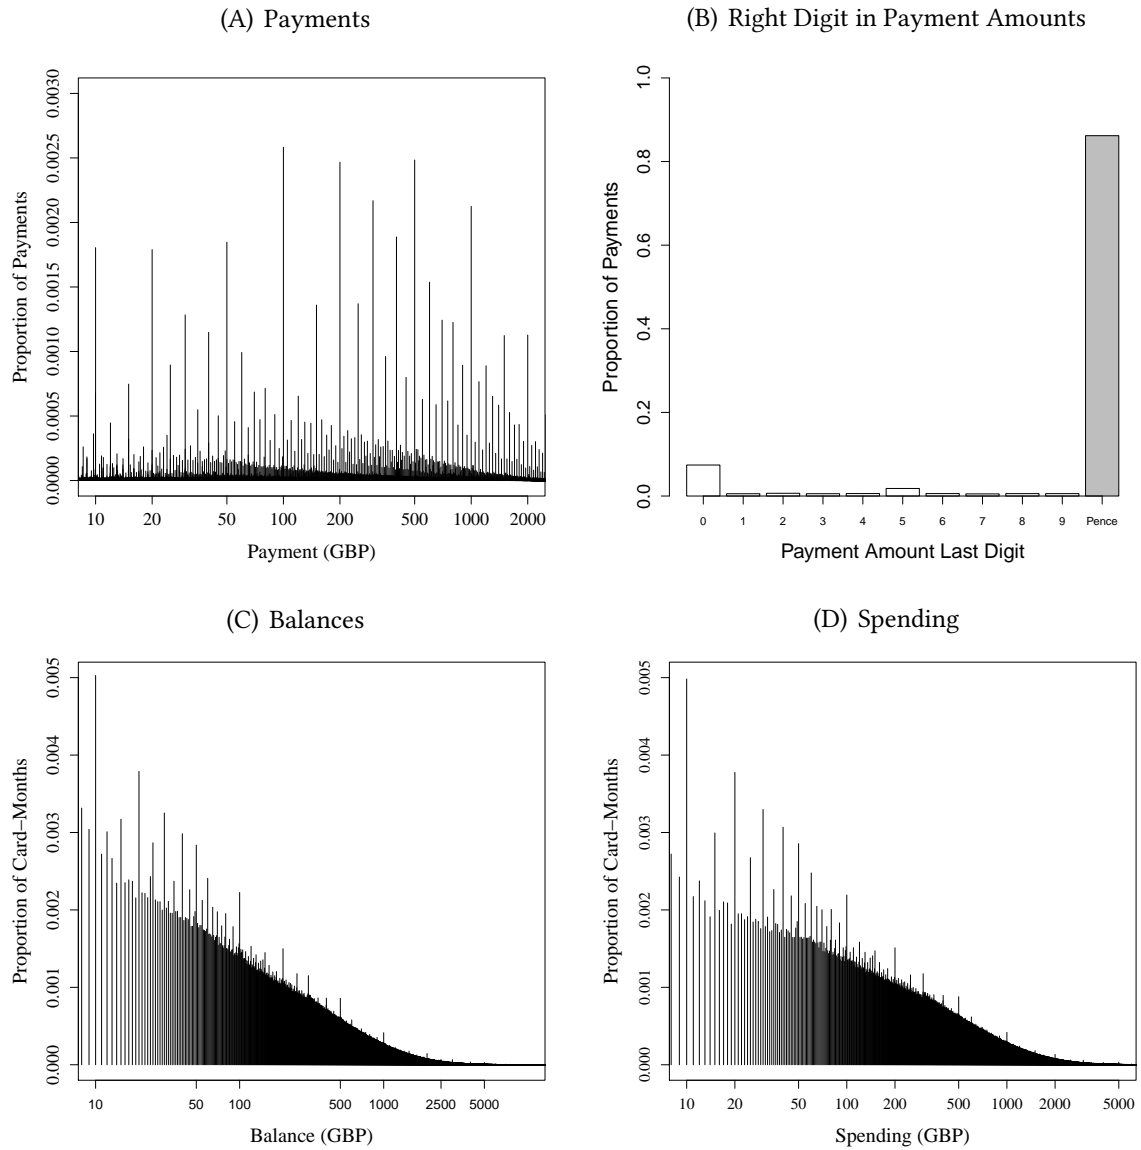 (A) Payments
Proportion of Payments
0.0030
0.0025
0.0020
0.0015
0.0010
0.0005
0.0000
10 20 50 100 200 500 1000 2000
Payment (GBP)
(B) Right Digit in Payment Amounts
Proportion of Payments
1.0
0.8
0.6
0.4
0.2
0.0
0 1 2 3 4 5 6 7 8 9 Pence
Payment Amount Last Digit
(C) Balances
Proportion of Card−Months
0.005
0.004
0.003
0.002
0.001
0.000
10 50 100 500 1000 2500 5000
Balance (GBP)
(D) Spending
Proportion of Card−Months
0.005
0.004
0.003
0.002
0.001
0.000
10 20 50 100 200 500 1000 2000 5000
Spending (GBP)